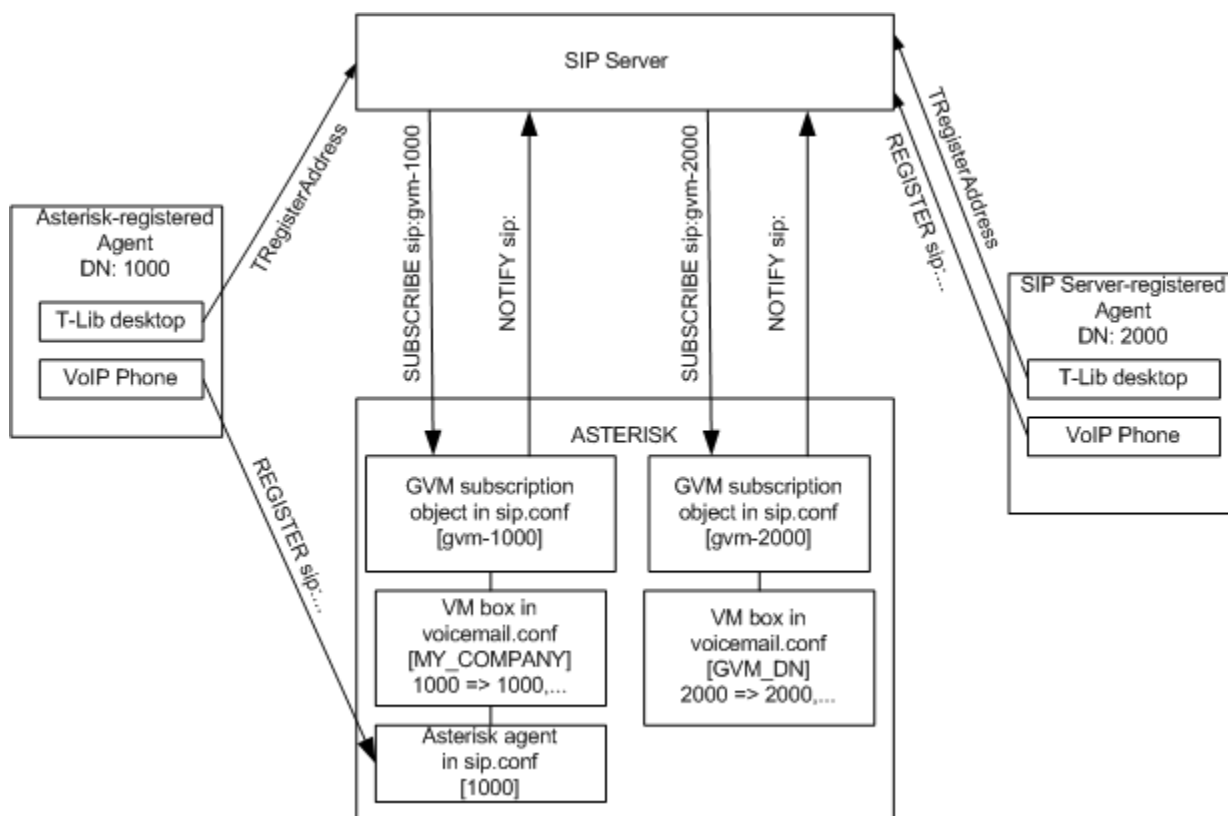 SIP Server
TRegisterAddress
SUBSCRIBE sip:gvm-1000
NOTIFY sip:
SUBSCRIBE sip:gvm-2000
NOTIFY sip:
TRegisterAddress
REGISTER sip:....
Asterisk-registered
Agent
DN: 1000
T-Lib desktop
VoIP Phone
REGISTER sip:...
SIP Server-registered
Agent
DN: 2000
T-Lib desktop
VoIP Phone
ASTERISK
GVM subscription
object in sip.conf
[gvm-1000]
VM box in
voicemail.conf
[MY_COMPANY]
1000 => 1000,...
Asterisk agent
in sip.conf
[1000]
GVM subscription
object in sip.conf
[gvm-2000]
VM box in
voicemail.conf
[GVM_DN]
2000 => 2000,...